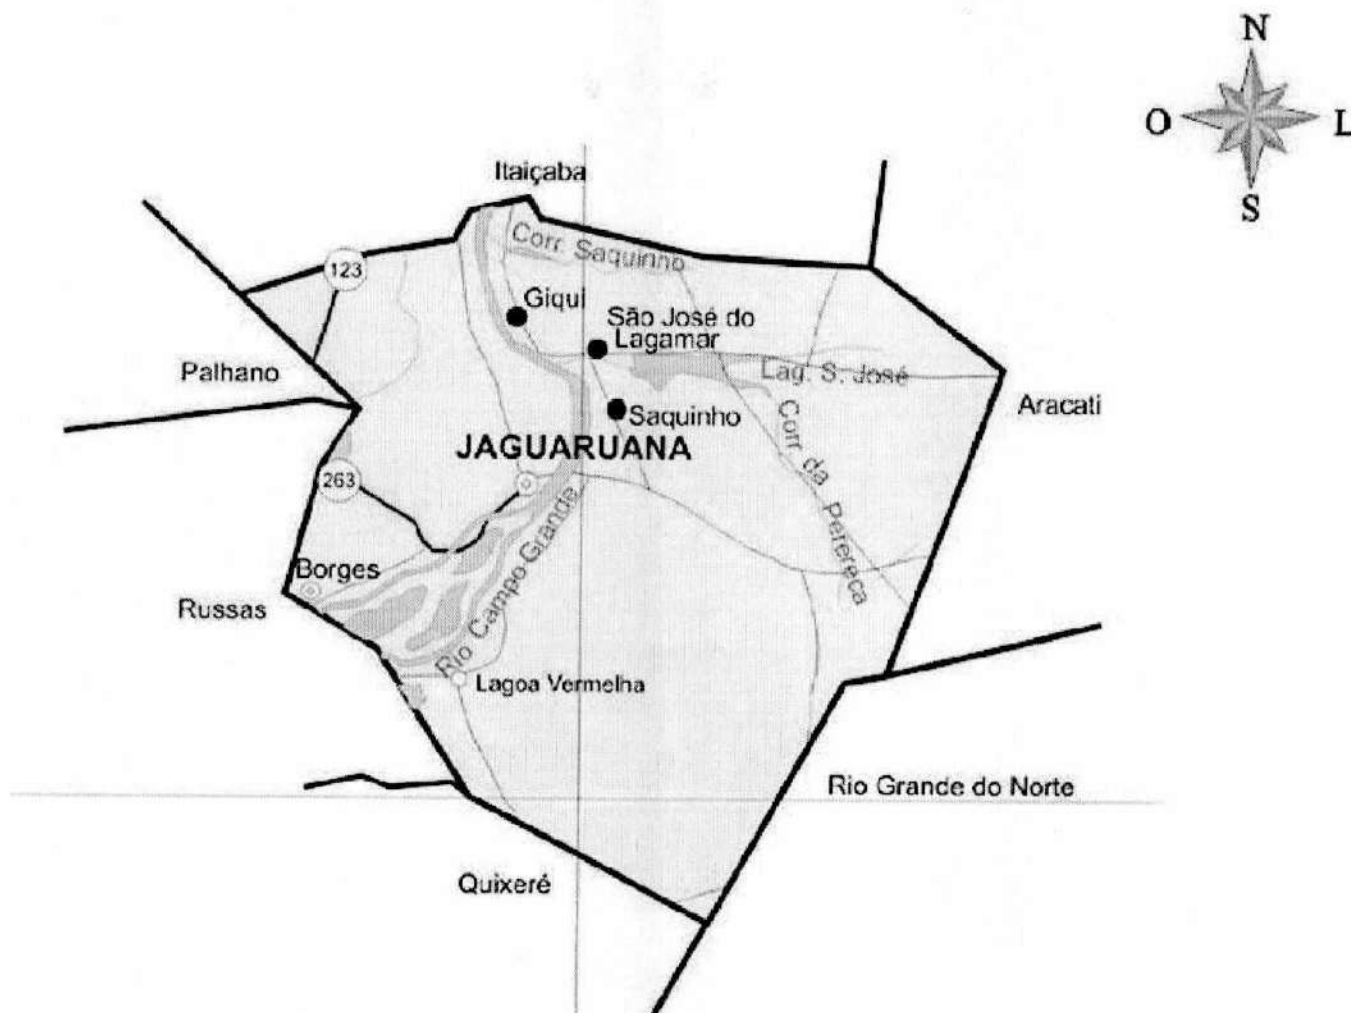 N
O
L
S
Itaiçaba
Corr. Saquinho
123
Giqui
São José do
Lagamar
Palhano
Lag. S. José
Aracati
Saquinho
Corr. da Perereca
JAGUARUANA
263
Rio Campo Grande
Borges
Russas
Lagoa Vermelha
Rio Grande do Norte
Quixeré